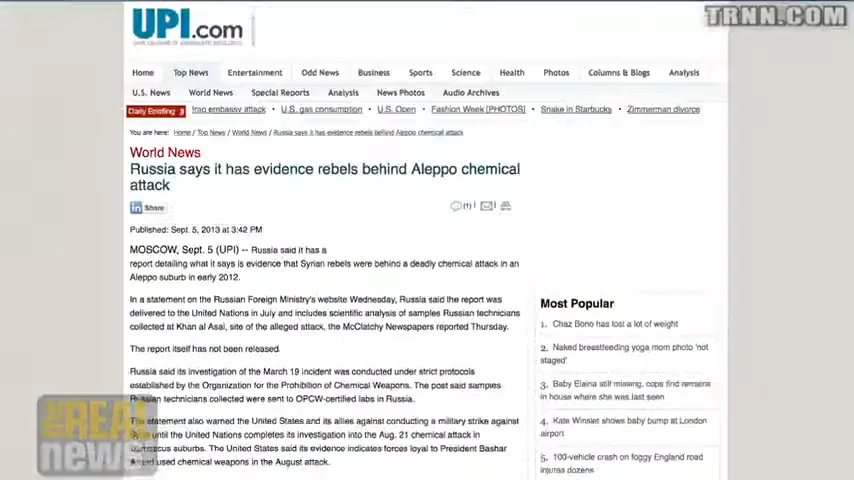 TRNN.COM
UPI.com
Home Top News Entertainment Odd News Business Sports Science Health Photos Columns & Blogs Analysis
U.S. News World News Special Reports Analysis News Photos Audio Archives
Daily Briefing Iraq embassy attack • U.S. gas consumption • U.S. Open • Fashion Week [PHOTOS] • Snake in Starbucks • Zimmerman divorce
You are here: Home / Top News / World News / Russia says it has evidence rebels behind Aleppo chemical attack
World News
Russia says it has evidence rebels behind Aleppo chemical
attack
in Share
(1)
Published: Sept. 5, 2013 at 3:42 PM
MOSCOW, Sept. 5 (UPI) -- Russia said it has a
report detailing what it says is evidence that Syrian rebels were behind a deadly chemical attack in an
Aleppo suburb in early 2012.
In a statement on the Russian Foreign Ministry's website Wednesday, Russia said the report was
delivered to the United Nations in July and includes scientific analysis of samples Russian technicians
collected at Khan al Asal, site of the alleged attack, the McClatchy Newspapers reported Thursday.
The report itself has not been released.
Russia said its investigation of the March 19 incident was conducted under strict protocols
established by the Organization for the Prohibition of Chemical Weapons. The post said samples
Russian technicians collected were sent to OPCW-certified labs in Russia.
The statement also warned the United States and its allies against conducting a military strike against
until the United Nations completes its investigation into the Aug. 21 chemical attack in
Damascus suburbs. The United States said its evidence indicates forces loyal to President Bashar
used chemical weapons in the August attack.
Most Popular
1. Chaz Bono has lost a lot of weight
2. Naked breastfeeding yoga mom photo 'not
staged'
3. Baby Elaina still missing, cops find remains
in house where she was last seen
4. Kate Winslet shows baby bump at London
airport
5. 100-vehicle crash on foggy England road
injures dozens
THE REAL
news